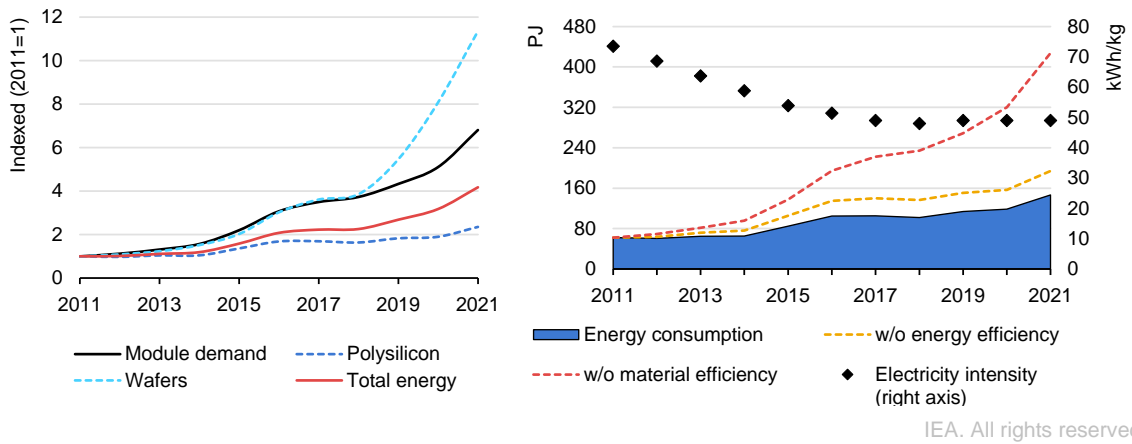 Indexed (2011=1)
12
10
8
6
4
2
0
2011 2013 2015 2017 2019 2021
Module demand
Polysilicon
Wafers
Total energy
PJ
480
400
320
240
160
80
0
80
70
60
50
40
30
20
10
0
kWh/kg
2011 2013 2015 2017 2019 2021
Energy consumption
w/o energy efficiency
w/o material efficiency
Electricity intensity
(right axis)
IEA. All rights reserve